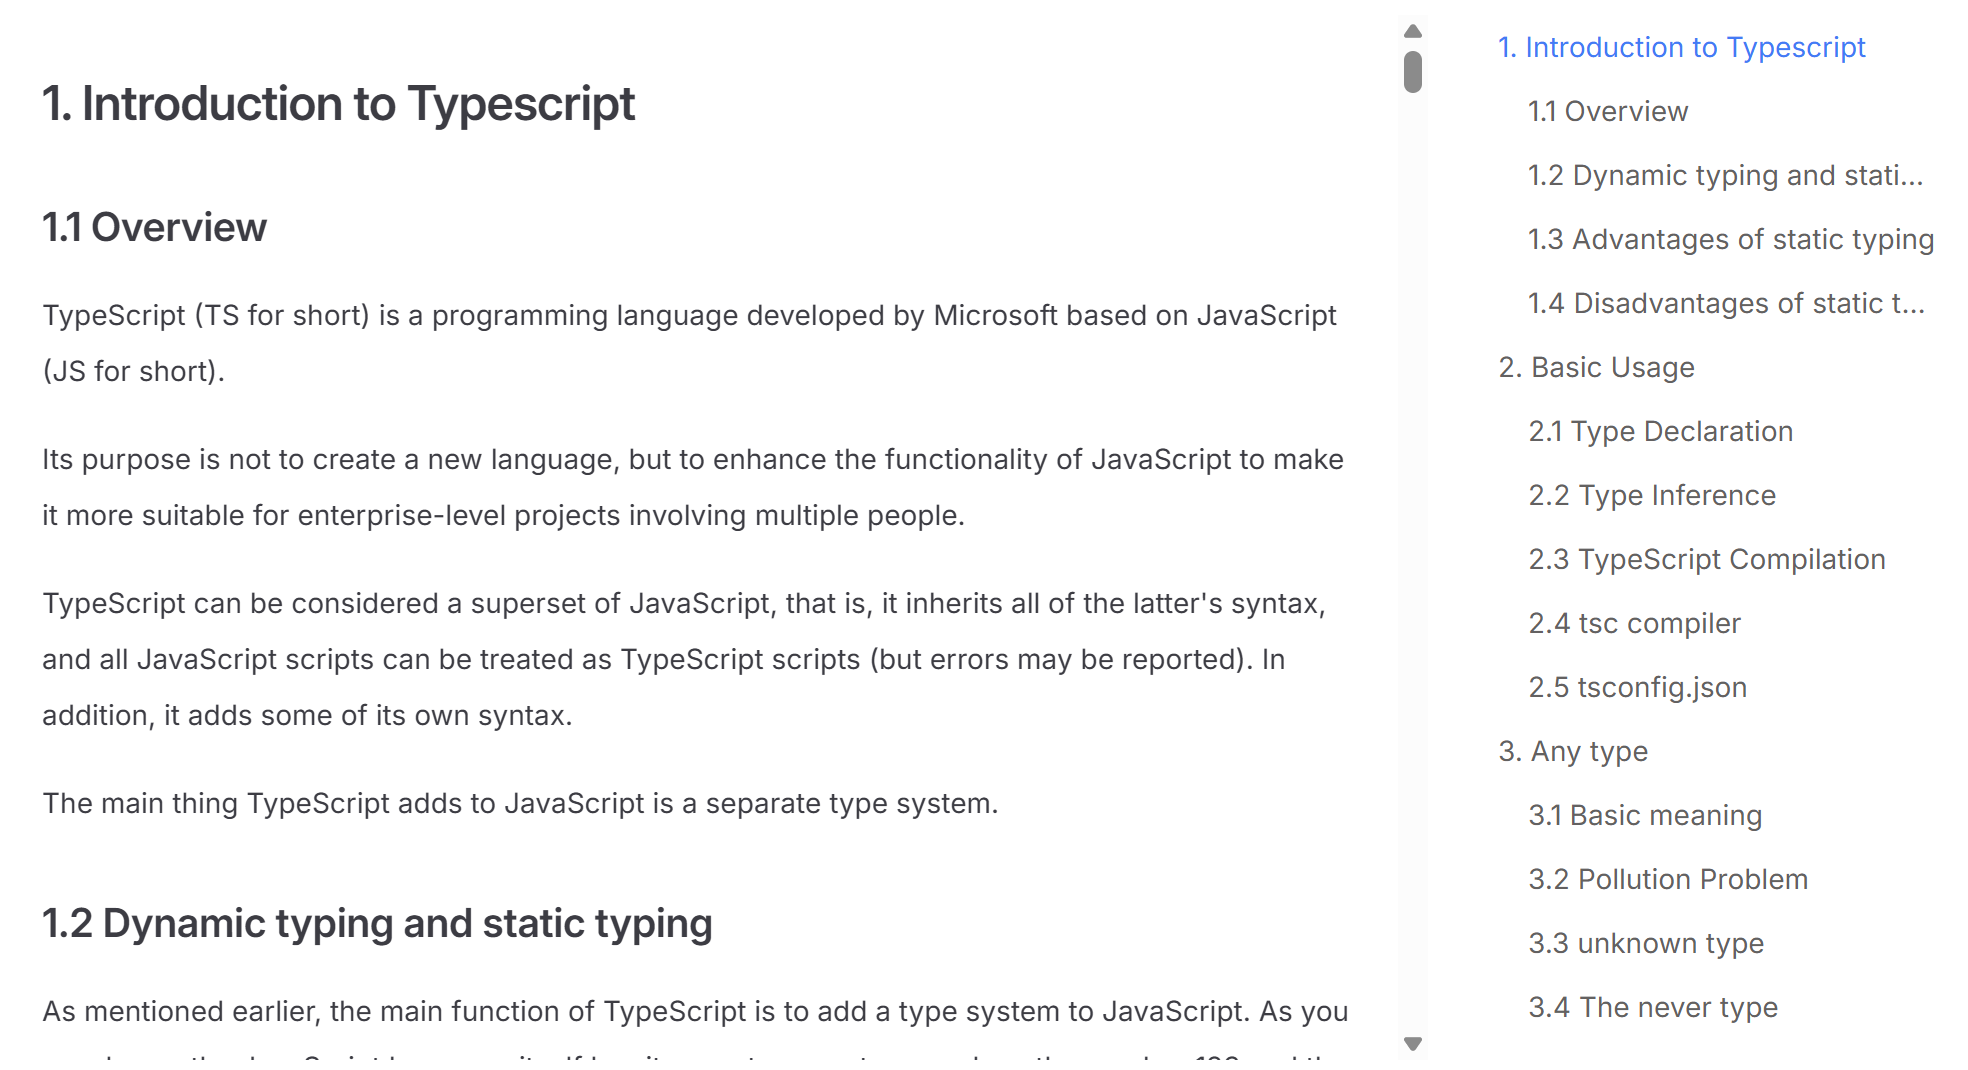 1. Introduction to Typescript
1.1 Overview
TypeScript (TS for short) is a programming language developed by Microsoft based on JavaScript
(JS for short).
Its purpose is not to create a new language, but to enhance the functionality of JavaScript to make
it more suitable for enterprise-level projects involving multiple people.
TypeScript can be considered a superset of JavaScript, that is, it inherits all of the latter's syntax,
and all JavaScript scripts can be treated as TypeScript scripts (but errors may be reported). In
addition, it adds some of its own syntax.
The main thing TypeScript adds to JavaScript is a separate type system.
1.2 Dynamic typing and static typing
As mentioned earlier, the main function of TypeScript is to add a type system to JavaScript. As you
1. Introduction to Typescript
1.1 Overview
1.2 Dynamic typing and stati...
1.3 Advantages of static typing
1.4 Disadvantages of static t...
2. Basic Usage
2.1 Type Declaration
2.2 Type Inference
2.3 TypeScript Compilation
2.4 tsc compiler
2.5 tsconfig.json
3. Any type
3.1 Basic meaning
3.2 Pollution Problem
3.3 unknown type
3.4 The never type